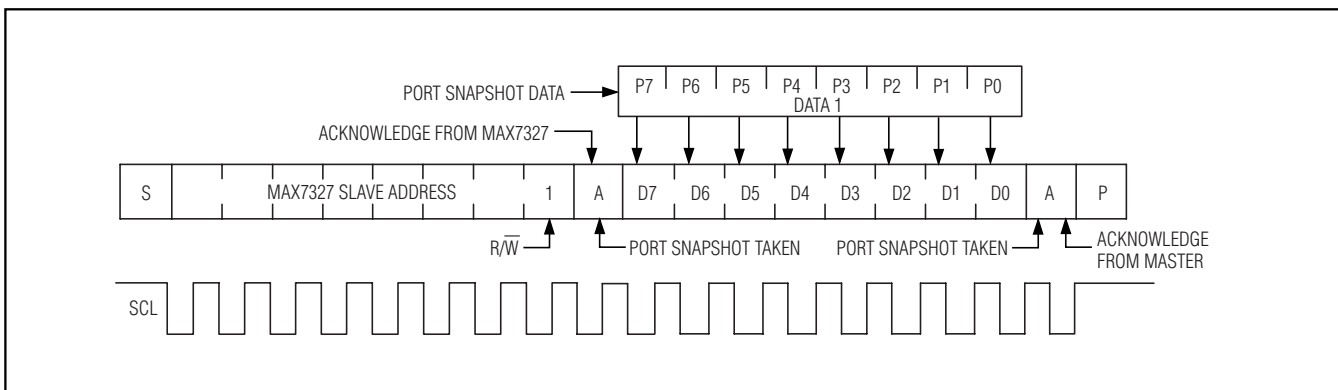 P7 P6 P5 P4 P3 P2 P1 P0
PORT SNAPSHOT DATA
DATA 1
ACKNOWLEDGE FROM MAX7327
S MAX7327 SLAVE ADDRESS 1 A D7 D6 D5 D4 D3 D2 D1 D0 A P
R/W̅ PORT SNAPSHOT TAKEN PORT SNAPSHOT TAKEN ACKNOWLEDGE
FROM MASTER
SCL